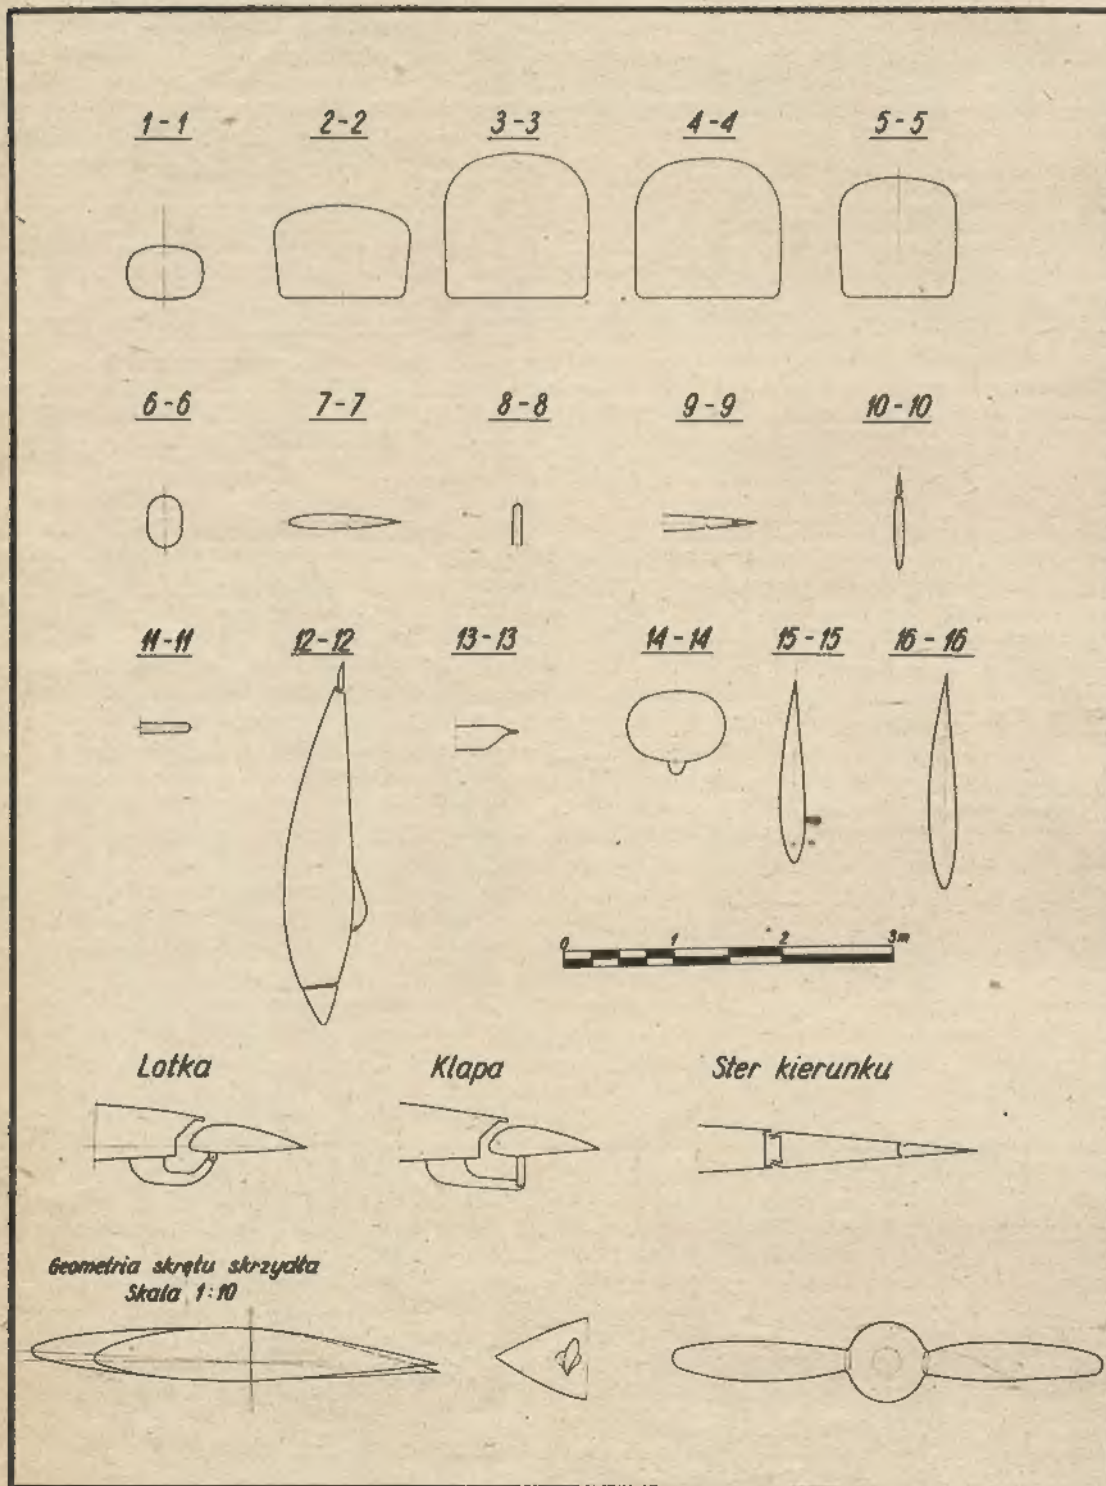 1-1 2-2 3-3 4-4 5-5
6-6 7-7 8-8 9-9 10-10
11-11 12-12 13-13 14-14 15-15 16-16
0 1 2 3m
Lotka Klapa Ster kierunku
Geometria skrętu skrzydła
Skala 1:10